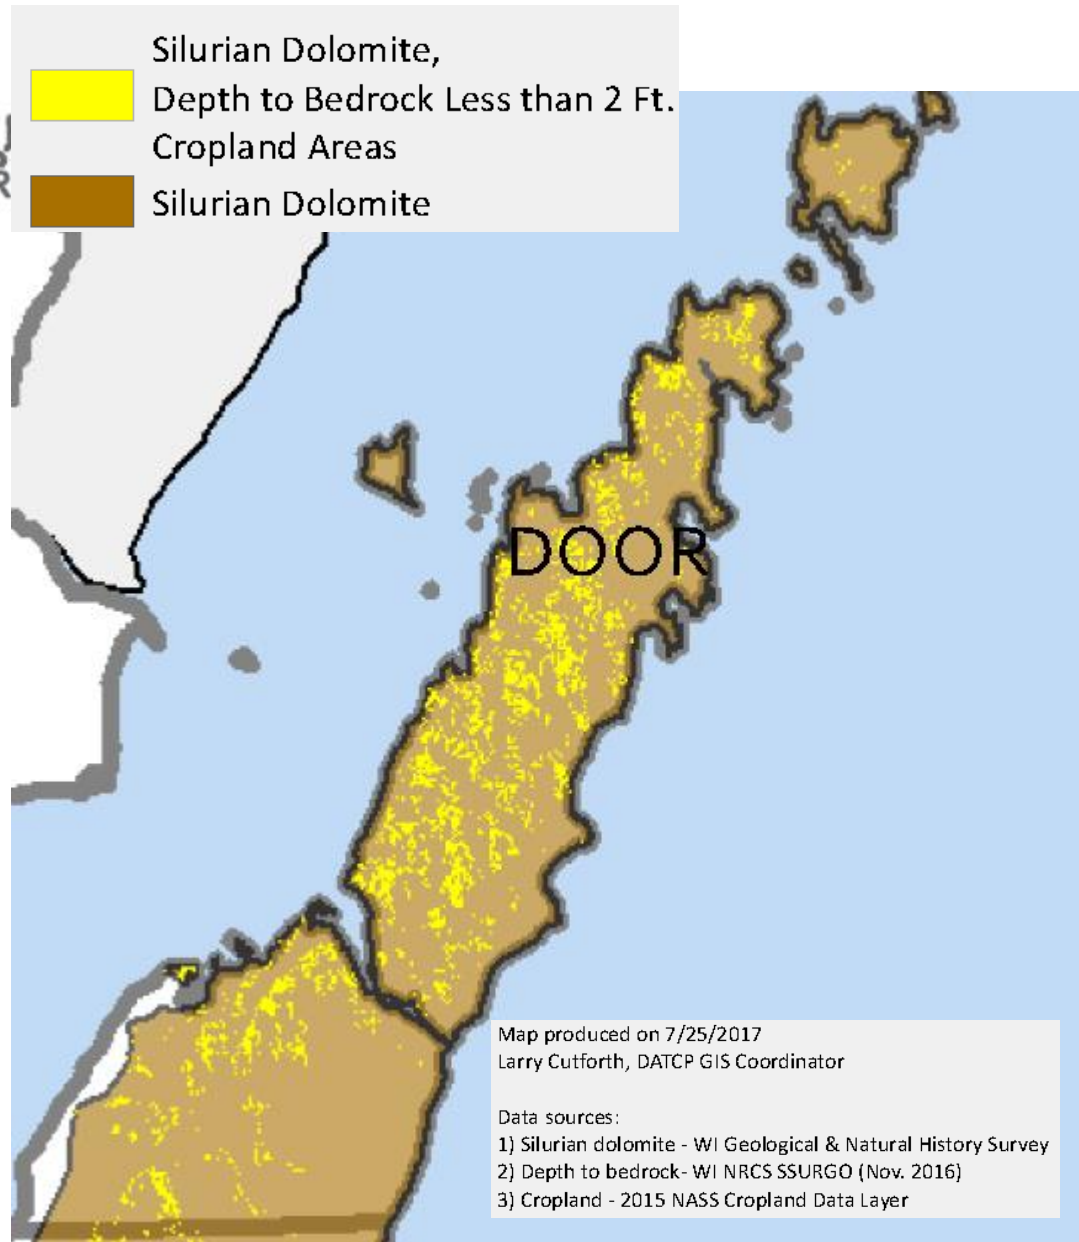 Silurian Dolomite,
Depth to Bedrock Less than 2 Ft.
Cropland Areas
Silurian Dolomite
DOOR
Map produced on 7/25/2017
Larry Cutforth, DATCP GIS Coordinator
Data sources:
1) Silurian dolomite - WI Geological & Natural History Survey
2) Depth to bedrock- WI NRCS SSURGO (Nov. 2016)
3) Cropland - 2015 NASS Cropland Data Layer